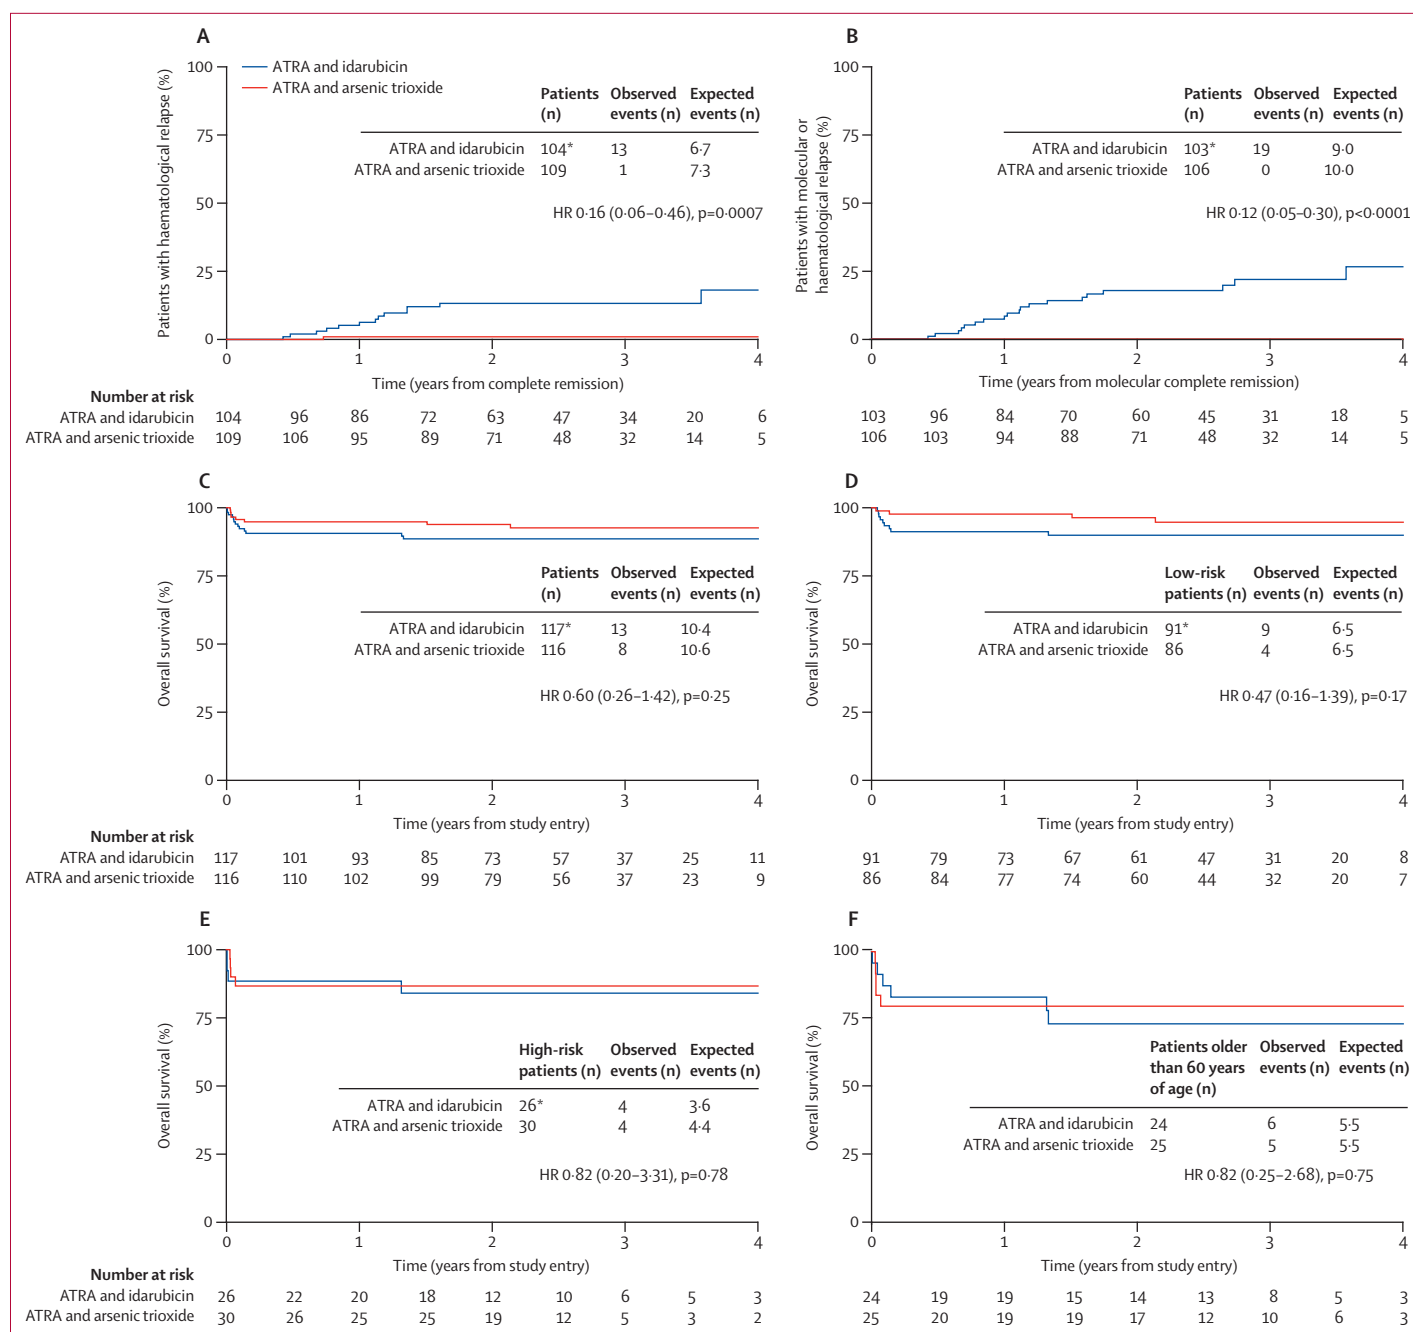 A
ATRA and idarubicin
ATRA and arsenic trioxide
Patients with haematological relapse (%)
100
75
50
25
0
Patients (n) Observed events (n) Expected events (n)
ATRA and idarubicin 104* 13 6·7
ATRA and arsenic trioxide 109 1 7·3
HR 0·16 (0·06–0·46), p=0·0007
0 1 2 3 4
Time (years from complete remission)
Number at risk
ATRA and idarubicin 104 96 86 72 63 47 34 20 6
ATRA and arsenic trioxide 109 106 95 89 71 48 32 14 5
B
Patients with molecular or haematological relapse (%)
100
75
50
25
0
Patients (n) Observed events (n) Expected events (n)
ATRA and idarubicin 103* 19 9·0
ATRA and arsenic trioxide 106 0 10·0
HR 0·12 (0·05–0·30), p<0·0001
0 1 2 3 4
Time (years from molecular complete remission)
103 96 84 70 60 45 31 18 5
106 103 94 88 71 48 32 14 5
C
Overall survival (%)
100
75
50
25
0
Patients (n) Observed events (n) Expected events (n)
ATRA and idarubicin 117* 13 10·4
ATRA and arsenic trioxide 116 8 10·6
HR 0·60 (0·26–1·42), p=0·25
0 1 2 3 4
Time (years from study entry)
Number at risk
ATRA and idarubicin 117 101 93 85 73 57 37 25 11
ATRA and arsenic trioxide 116 110 102 99 79 56 37 23 9
D
Overall survival (%)
100
75
50
25
0
Low-risk patients (n) Observed events (n) Expected events (n)
ATRA and idarubicin 91* 9 6·5
ATRA and arsenic trioxide 86 4 6·5
HR 0·47 (0·16–1·39), p=0·17
0 1 2 3 4
Time (years from study entry)
91 79 73 67 61 47 31 20 8
86 84 77 74 60 44 32 20 7
E
Overall survival (%)
100
75
50
25
0
High-risk patients (n) Observed events (n) Expected events (n)
ATRA and idarubicin 26* 4 3·6
ATRA and arsenic trioxide 30 4 4·4
HR 0·82 (0·20–3·31), p=0·78
0 1 2 3 4
Time (years from study entry)
Number at risk
ATRA and idarubicin 26 22 20 18 12 10 6 5 3
ATRA and arsenic trioxide 30 26 25 25 19 12 5 3 2
F
Overall survival (%)
100
75
50
25
0
Patients older than 60 years of age (n) Observed events (n) Expected events (n)
ATRA and idarubicin 24 6 5·5
ATRA and arsenic trioxide 25 5 5·5
HR 0·82 (0·25–2·68), p=0·75
0 1 2 3 4
Time (years from study entry)
24 19 19 15 14 13 8 5 3
25 20 19 19 17 12 10 6 3